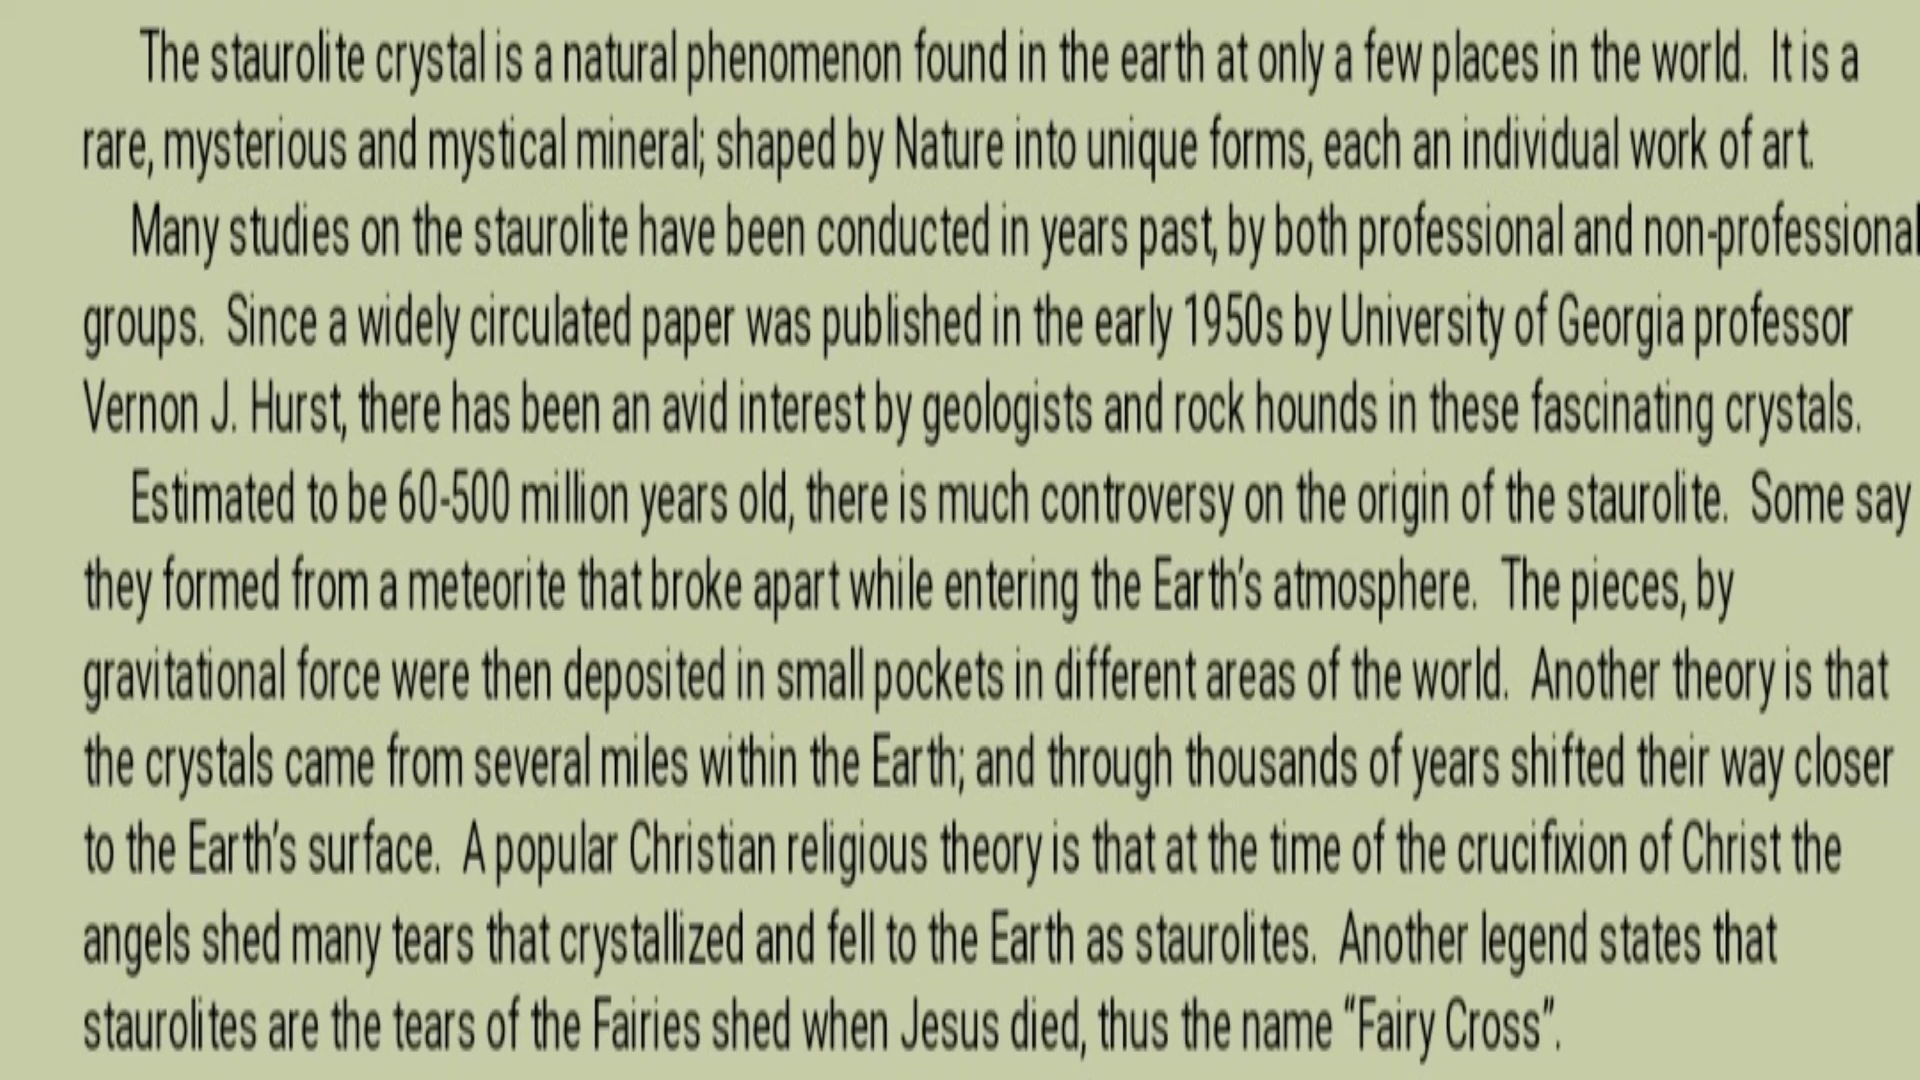 The staurolite crystal is a natural phenomenon found in the earth at only a few places in the world.  It is a
rare, mysterious and mystical mineral; shaped by Nature into unique forms, each an individual work of art.
Many studies on the staurolite have been conducted in years past, by both professional and non-professional
groups.  Since a widely circulated paper was published in the early 1950s by University of Georgia professor
Vernon J. Hurst, there has been an avid interest by geologists and rock hounds in these fascinating crystals.
Estimated to be 60-500 million years old, there is much controversy on the origin of the staurolite.  Some say
they formed from a meteorite that broke apart while entering the Earth’s atmosphere.  The pieces, by
gravitational force were then deposited in small pockets in different areas of the world.  Another theory is that
the crystals came from several miles within the Earth; and through thousands of years shifted their way closer
to the Earth’s surface.  A popular Christian religious theory is that at the time of the crucifixion of Christ the
angels shed many tears that crystallized and fell to the Earth as staurolites.  Another legend states that
staurolites are the tears of the Fairies shed when Jesus died, thus the name “Fairy Cross”.